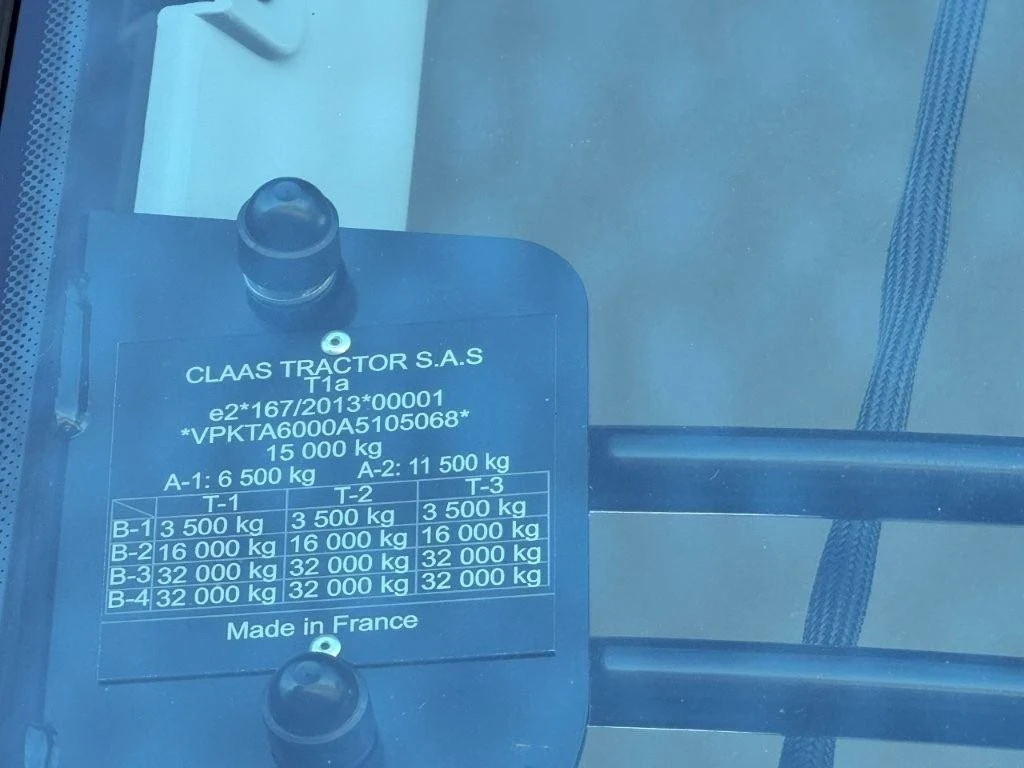 CLAAS TRACTOR S.A.S
T1a
e2*167/2013*00001
*VPKTA6000A5105068*
15 000 kg
A-1: 6 500 kg A-2: 11 500 kg
T-1 T-2 T-3
B-1 3 500 kg 3 500 kg 3 500 kg
B-2 16 000 kg 16 000 kg 16 000 kg
B-3 32 000 kg 32 000 kg 32 000 kg
B-4 32 000 kg 32 000 kg 32 000 kg
Made in France